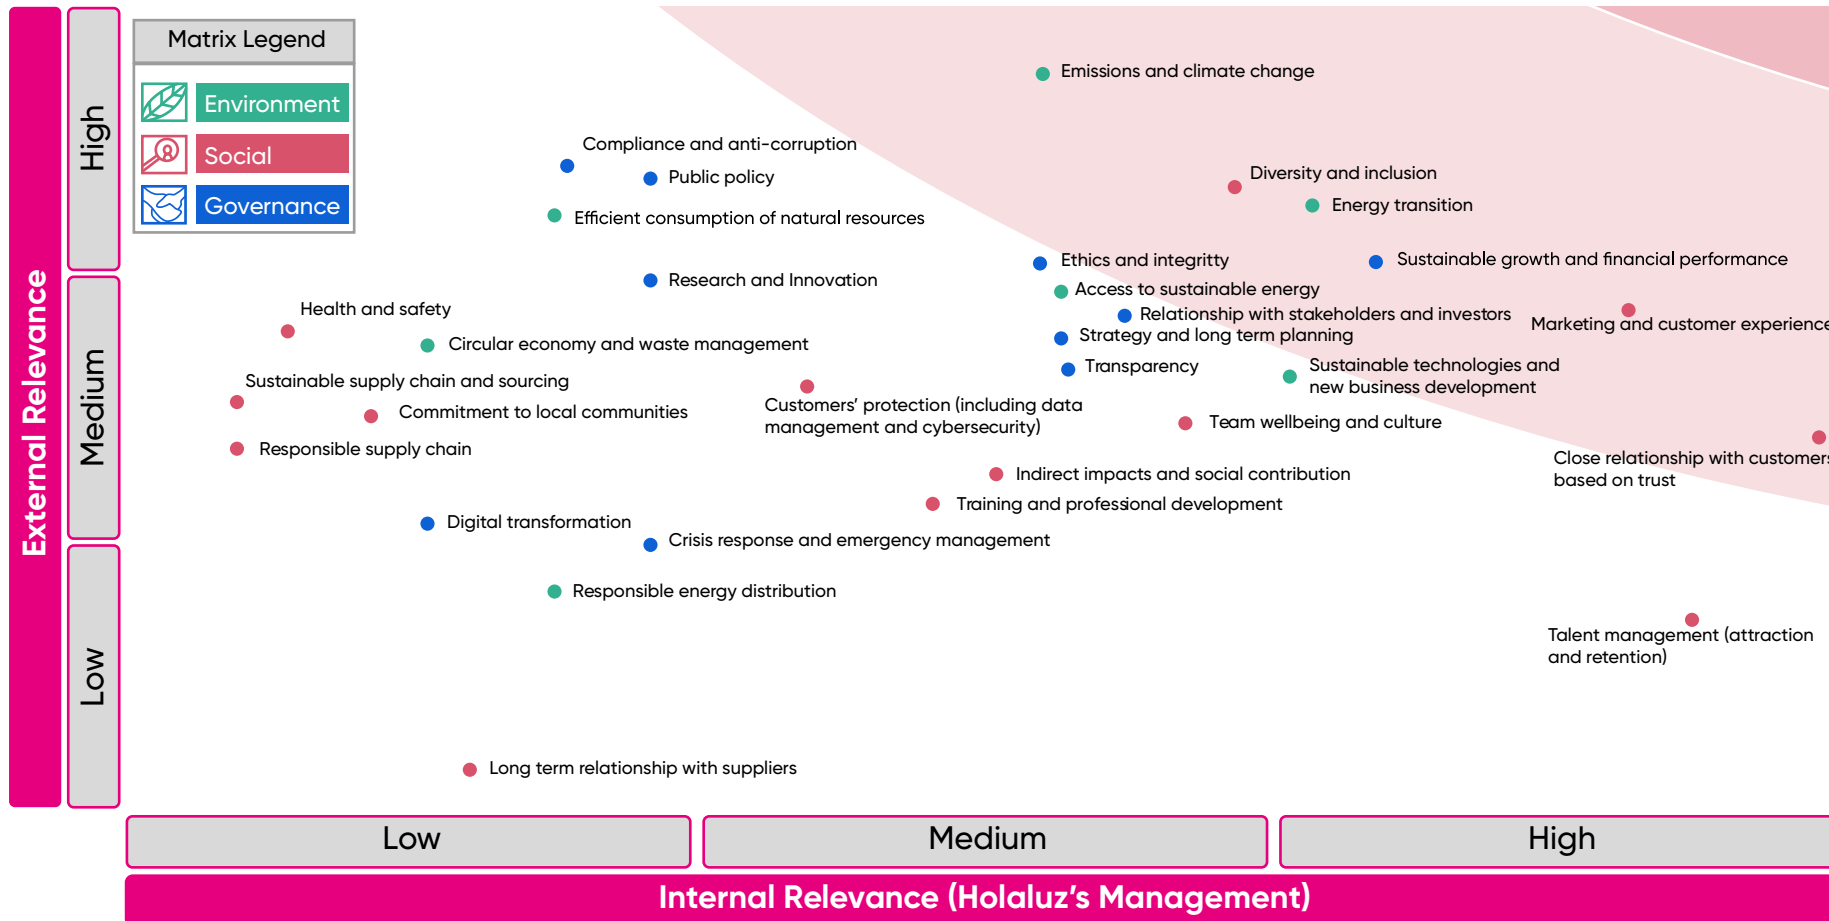 Matrix Legend
Environment
Social
Governance
External Relevance
High
Medium
Low
Emissions and climate change
Compliance and anti-corruption
Public policy
Diversity and inclusion
Energy transition
Efficient consumption of natural resources
Ethics and integritty
Sustainable growth and financial performance
Research and Innovation
Access to sustainable energy
Health and safety
Relationship with stakeholders and investors
Marketing and customer experience
Strategy and long term planning
Circular economy and waste management
Transparency
Sustainable technologies and
new business development
Sustainable supply chain and sourcing
Commitment to local communities
Customers’ protection (including data
management and cybersecurity)
Team wellbeing and culture
Responsible supply chain
Close relationship with customers
based on trust
Indirect impacts and social contribution
Training and professional development
Digital transformation
Crisis response and emergency management
Responsible energy distribution
Talent management (attraction
and retention)
Long term relationship with suppliers
Low
Medium
High
Internal Relevance (Holaluz’s Management)